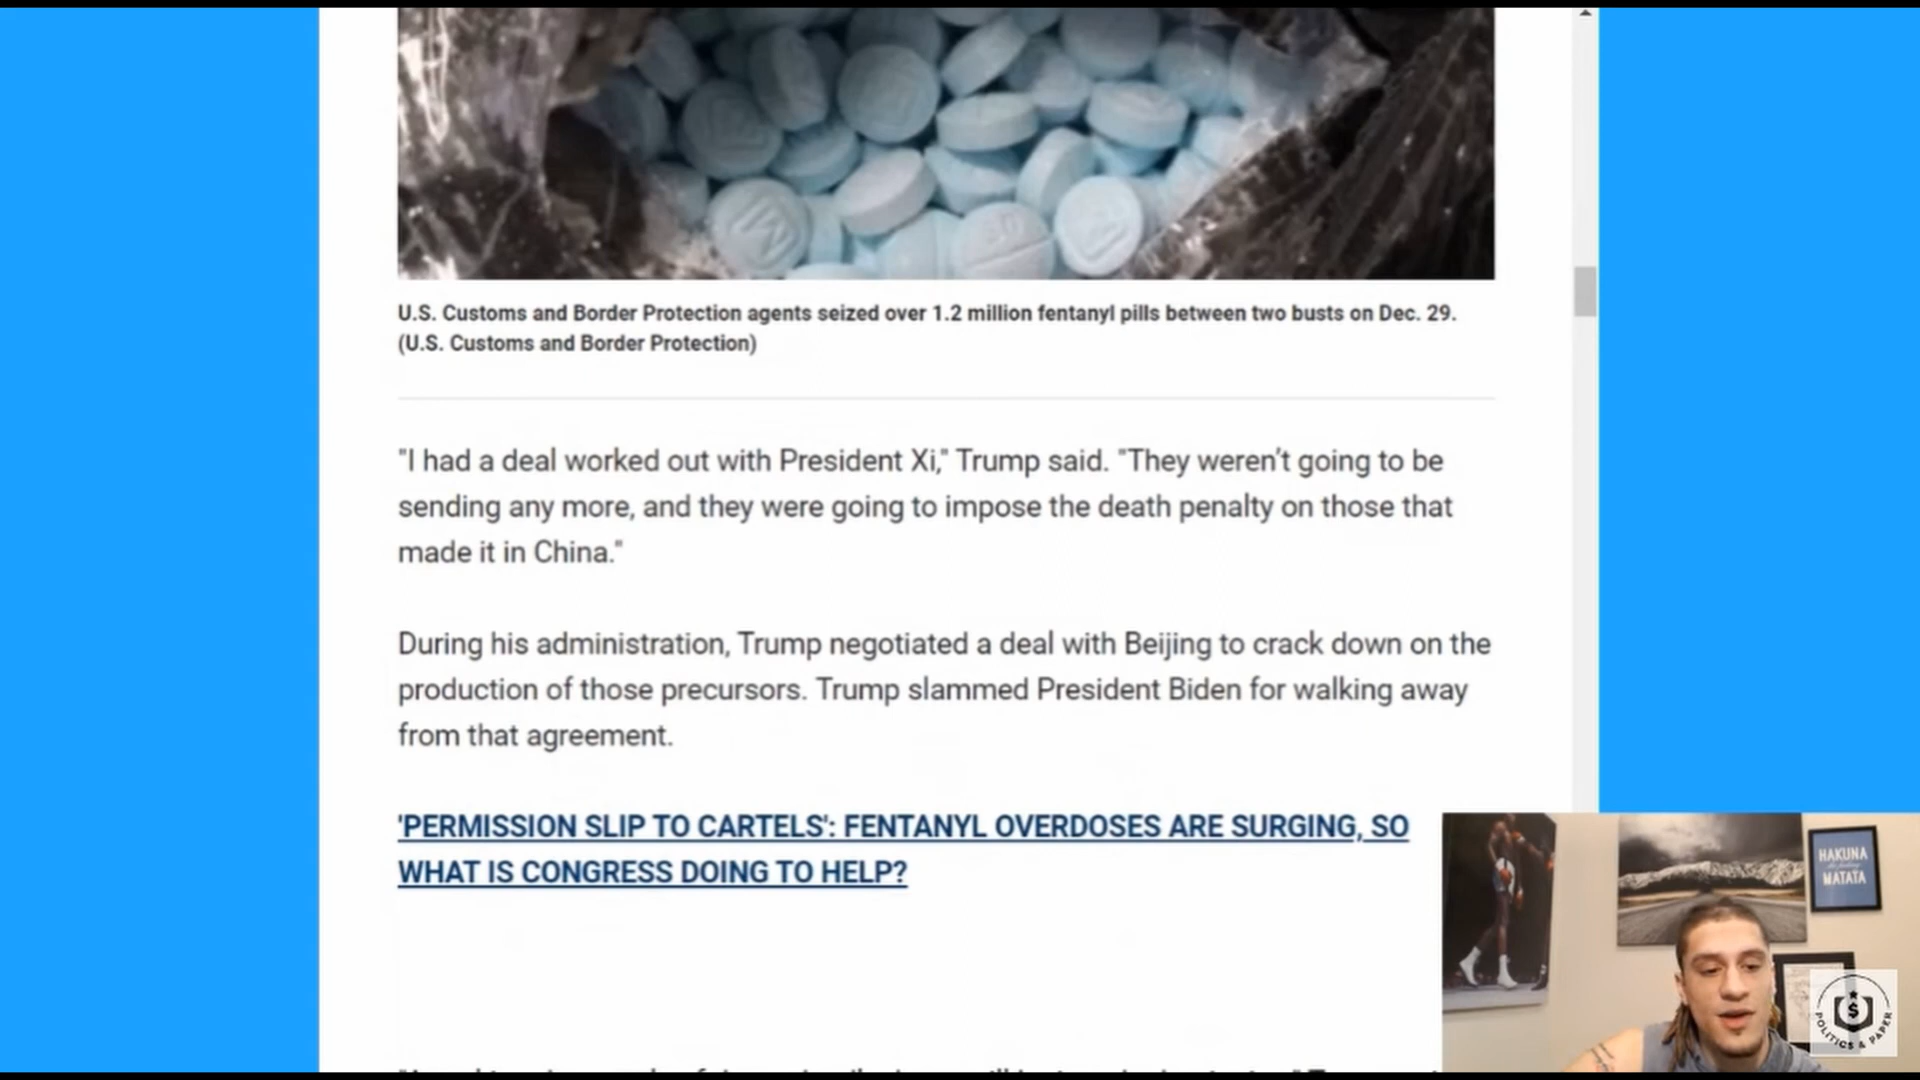 U.S. Customs and Border Protection agents seized over 1.2 million fentanyl pills between two busts on Dec. 29.
(U.S. Customs and Border Protection)
"I had a deal worked out with President Xi," Trump said. "They weren't going to be
sending any more, and they were going to impose the death penalty on those that
made it in China."
During his administration, Trump negotiated a deal with Beijing to crack down on the
production of those precursors. Trump slammed President Biden for walking away
from that agreement.
'PERMISSION SLIP TO CARTELS': FENTANYL OVERDOSES ARE SURGING, SO
WHAT IS CONGRESS DOING TO HELP?
HAKUNA
MATATA
$
POLITICS & PAPER